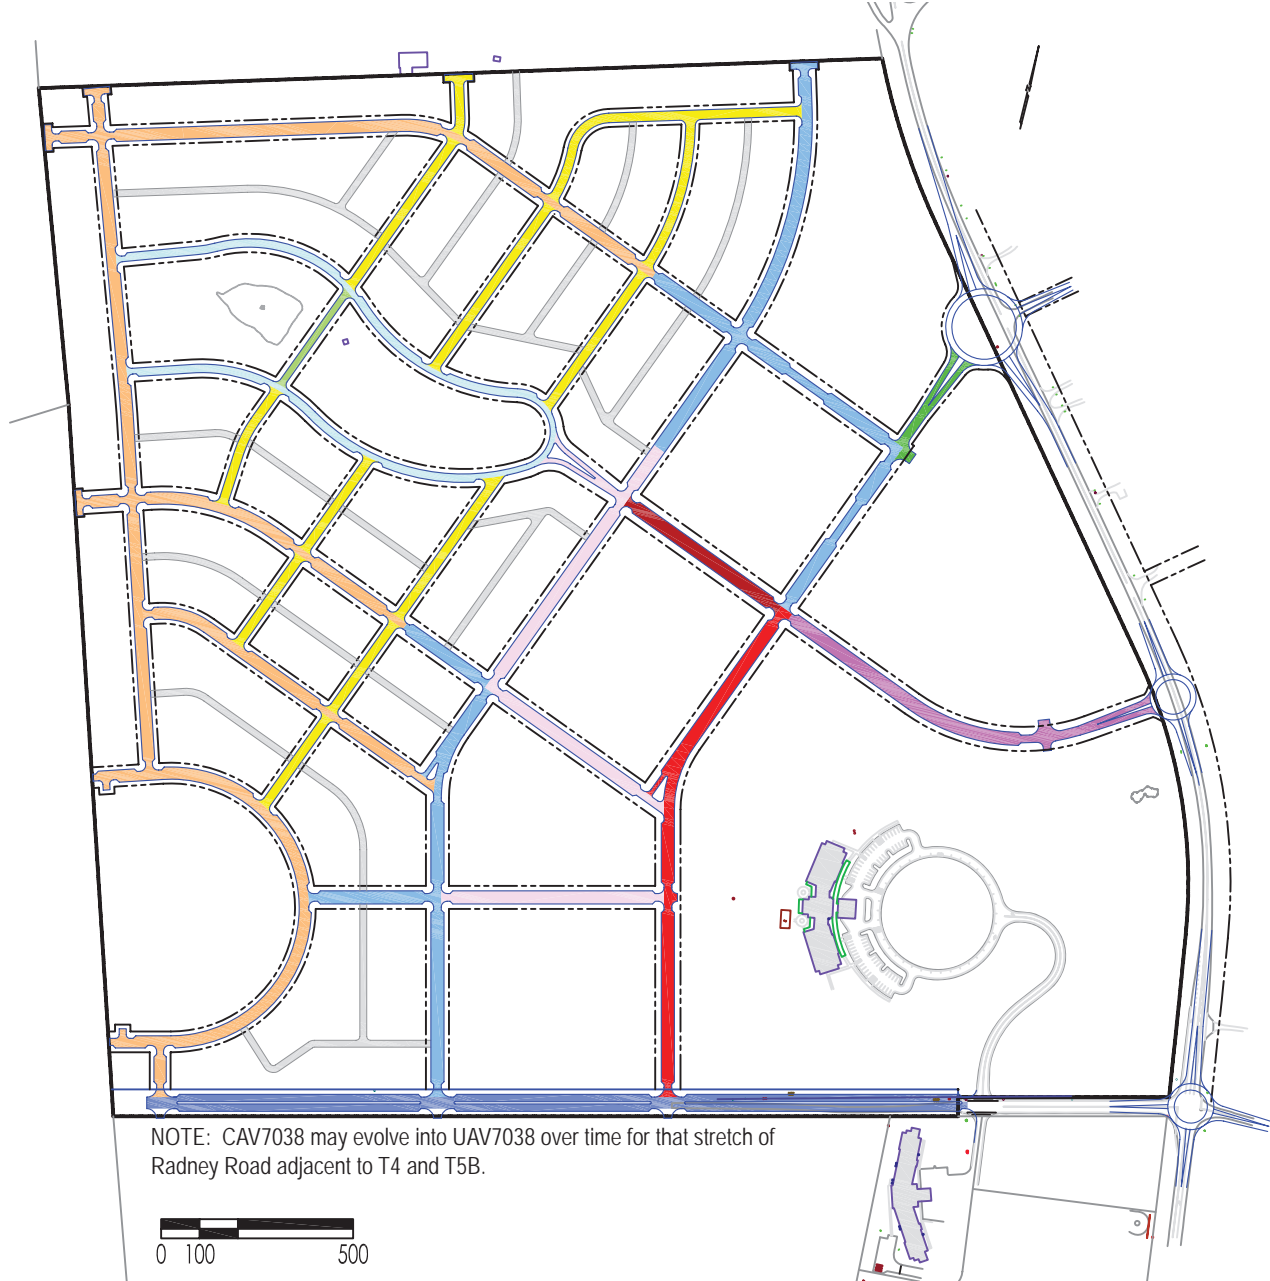 NOTE: CAV7038 may evolve into UAV7038 over time for that stretch of
Radney Road adjacent to T4 and T5B.
0 100 500